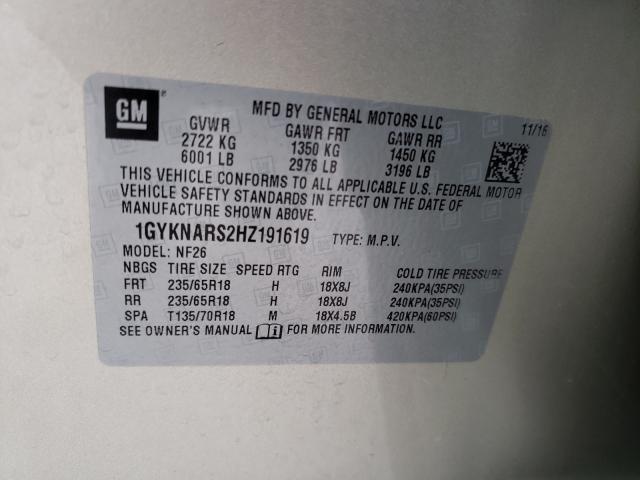 GM
MFD BY GENERAL MOTORS LLC
11/16
GVWR GAWR FRT GAWR RR
2722 KG 1350 KG 1450 KG
6001 LB 2976 LB 3196 LB
THIS VEHICLE CONFORMS TO ALL APPLICABLE U.S. FEDERAL MOTOR
VEHICLE SAFETY STANDARDS IN EFFECT ON THE DATE OF
MANUFACTURE SHOWN ABOVE.
1GYKNARS2HZ191619 TYPE: M.P.V.
MODEL: NF26
NBGS TIRE SIZE SPEED RTG RIM COLD TIRE PRESSURE
FRT 235/65R18 H 18X8J 240KPA(35PSI)
RR 235/65R18 H 18X8J 240KPA(35PSI)
SPA T135/70R18 M 18X4.5B 420KPA(60PSI)
SEE OWNER'S MANUAL FOR MORE INFORMATION.